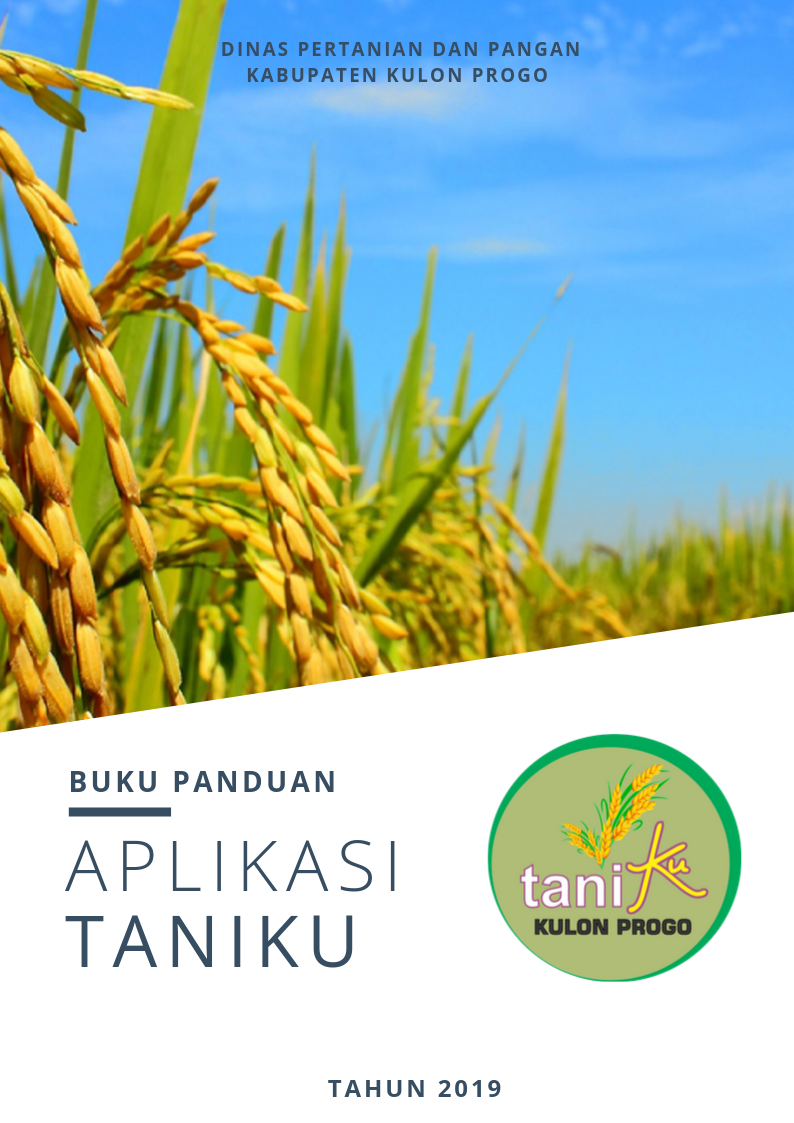 DINAS PERTANIAN DAN PANGAN
KABUPATEN KULON PROGO
BUKU PANDUAN
APLIKASI
TANIKU
taniKu
KULON PROGO
TAHUN 2019